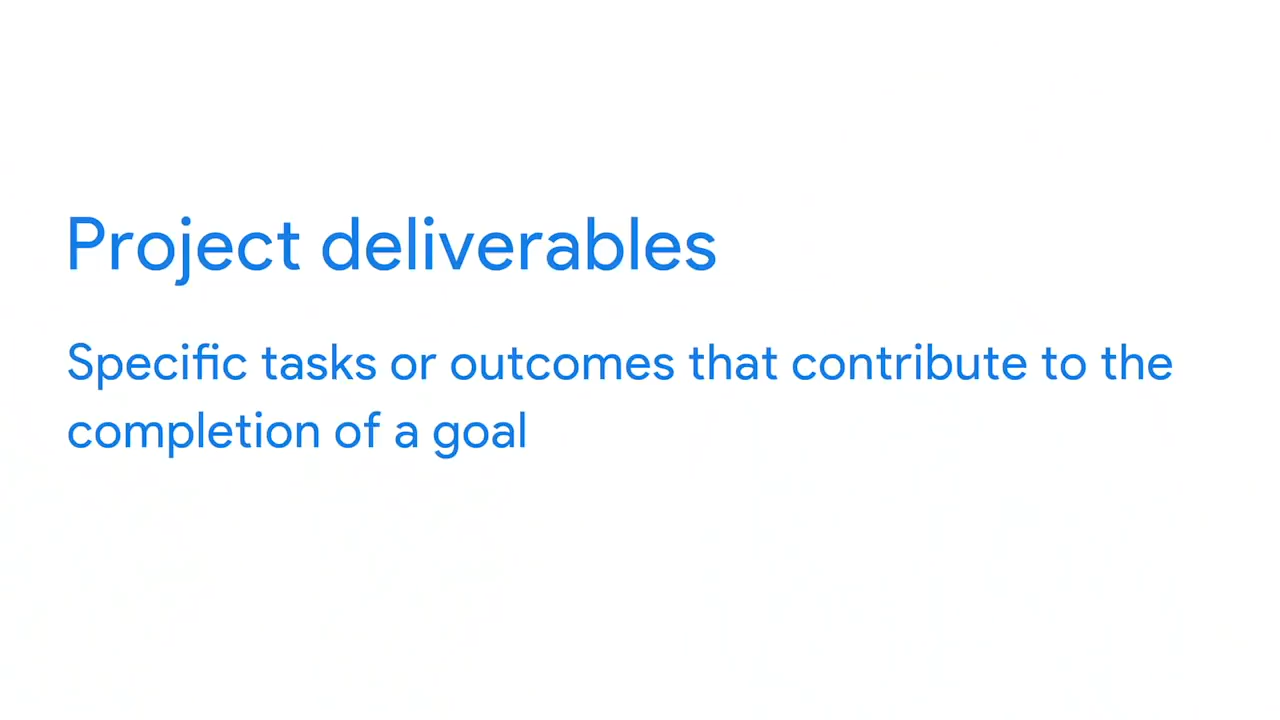 Project deliverables
Specific tasks or outcomes that contribute to the
completion of a goal